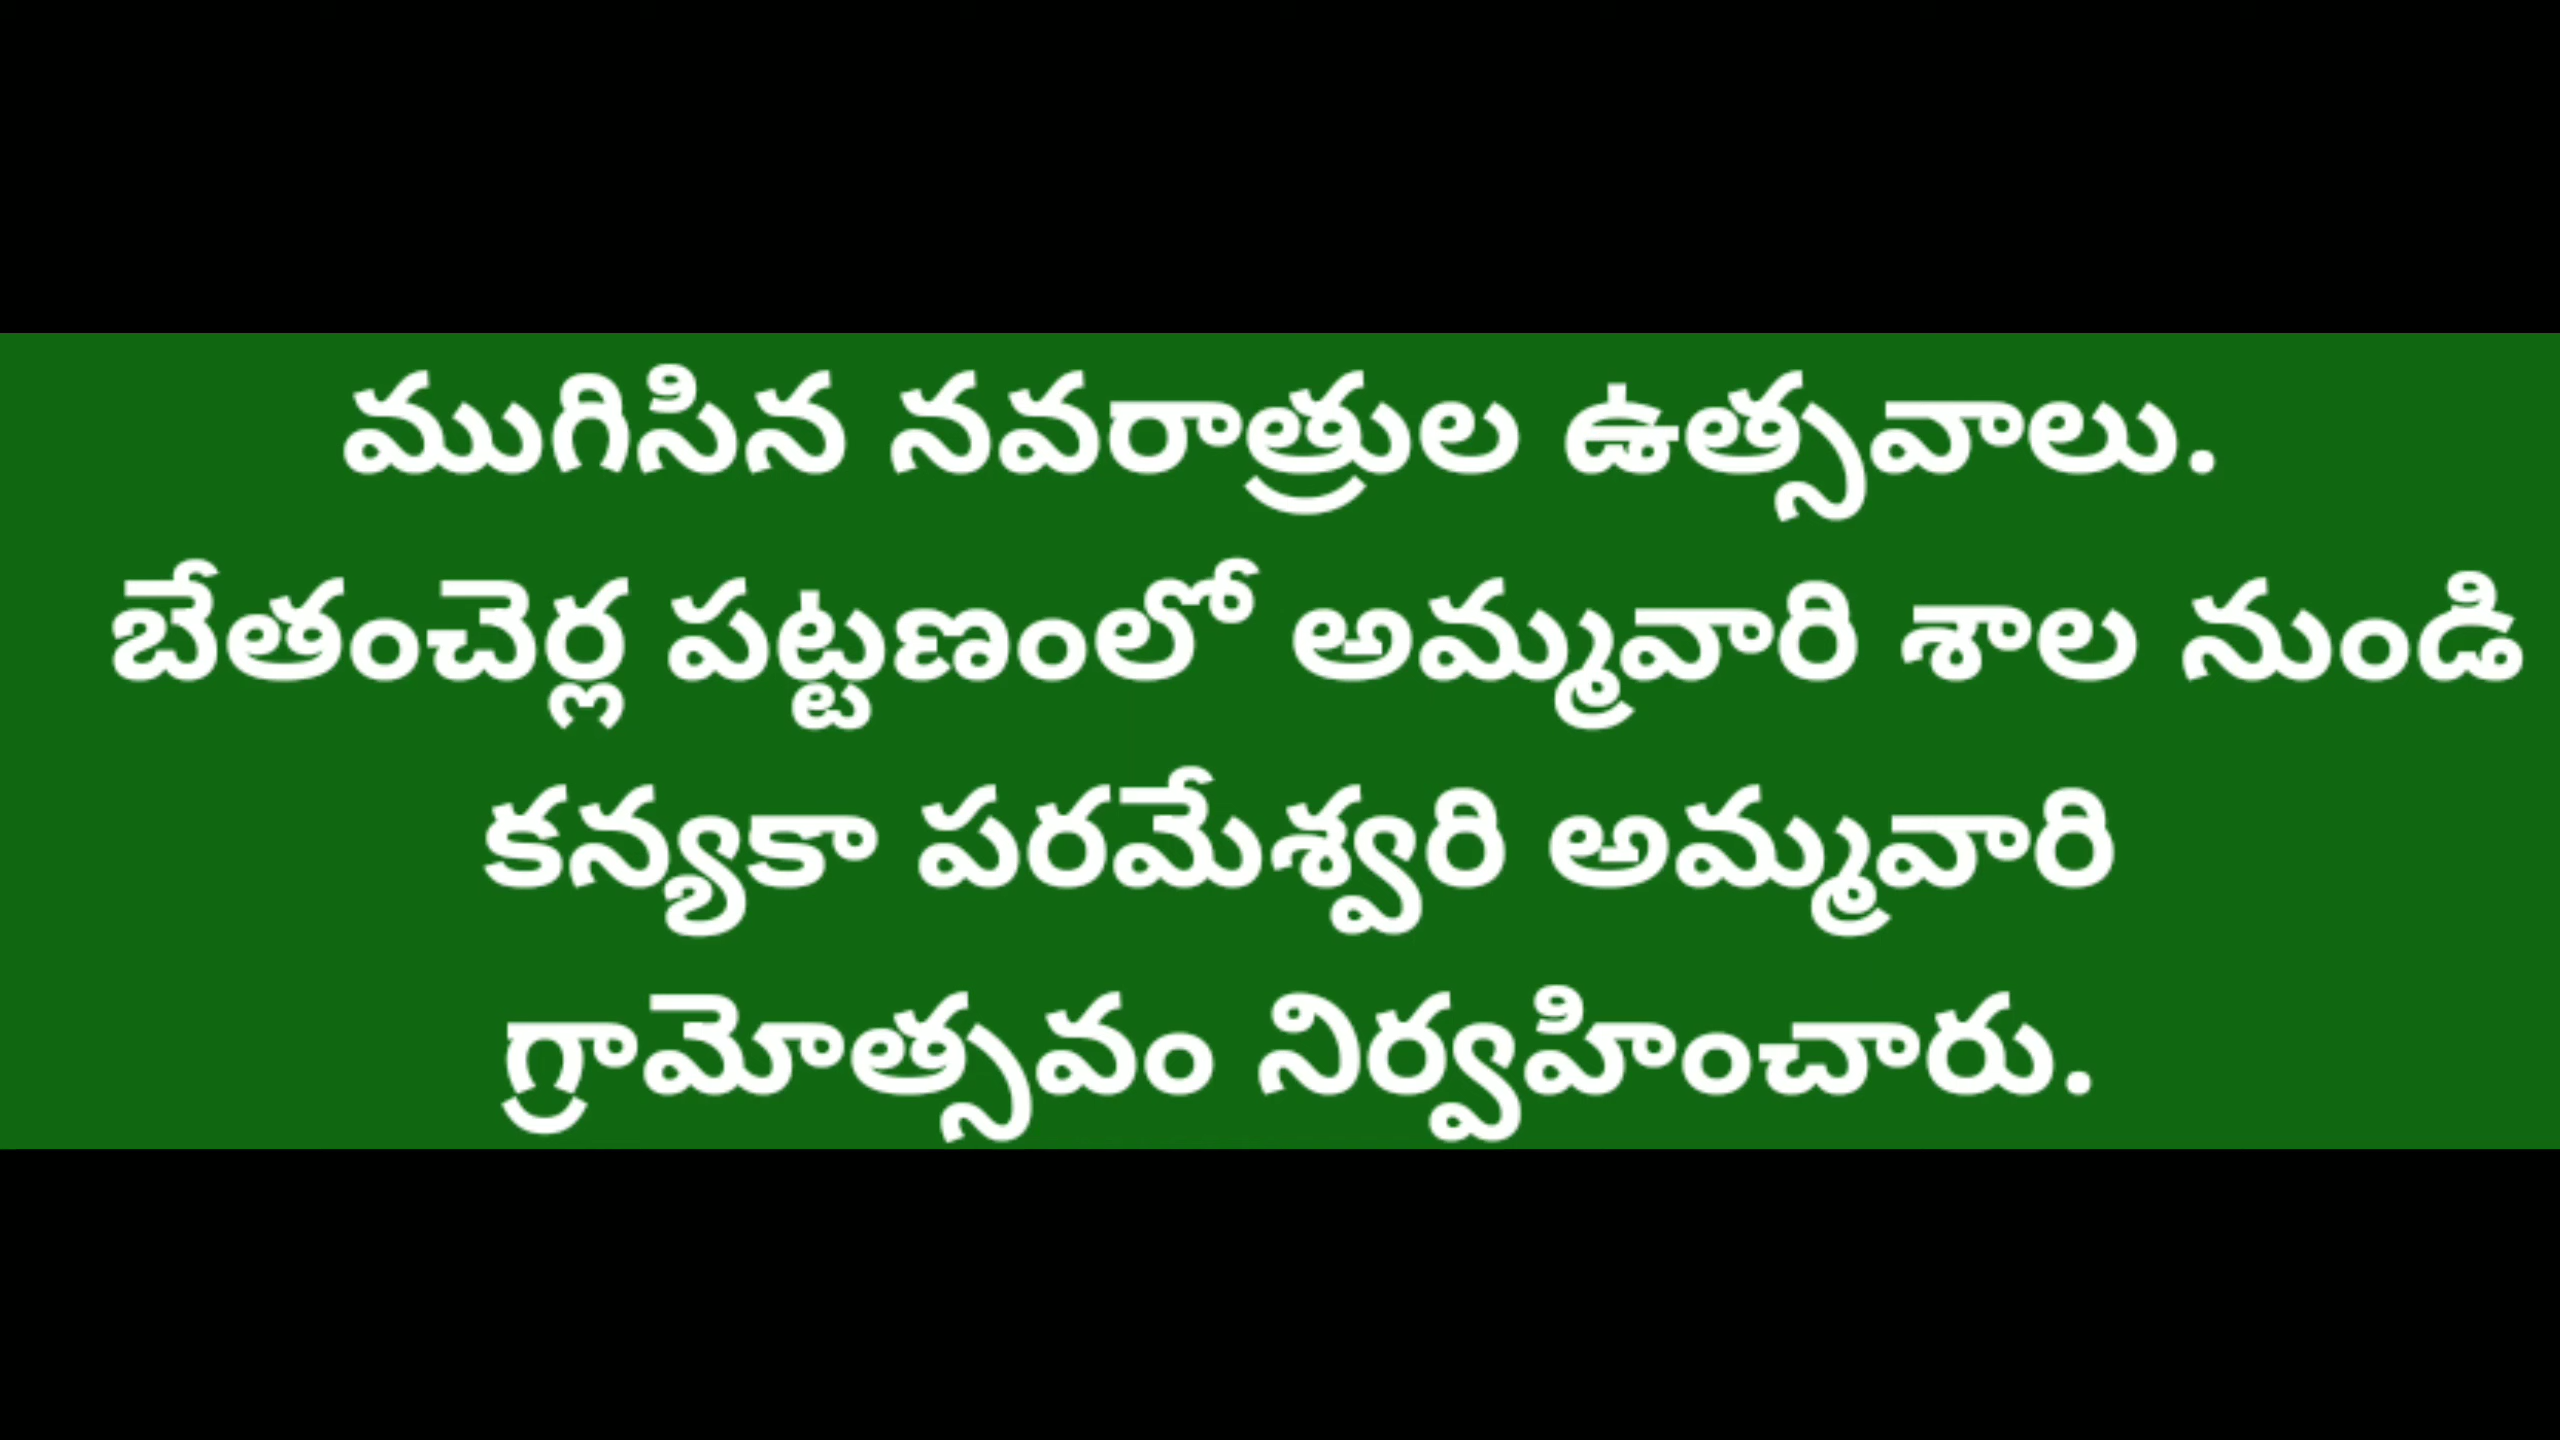 ముగిసిన నవరాత్రుల ఉత్సవాలు.
బేతంచెర్ల పట్టణంలో అమ్మవారి శాల నుండి
కన్యకా పరమేశ్వరి అమ్మవారి
గ్రామోత్సవం నిర్వహించారు.